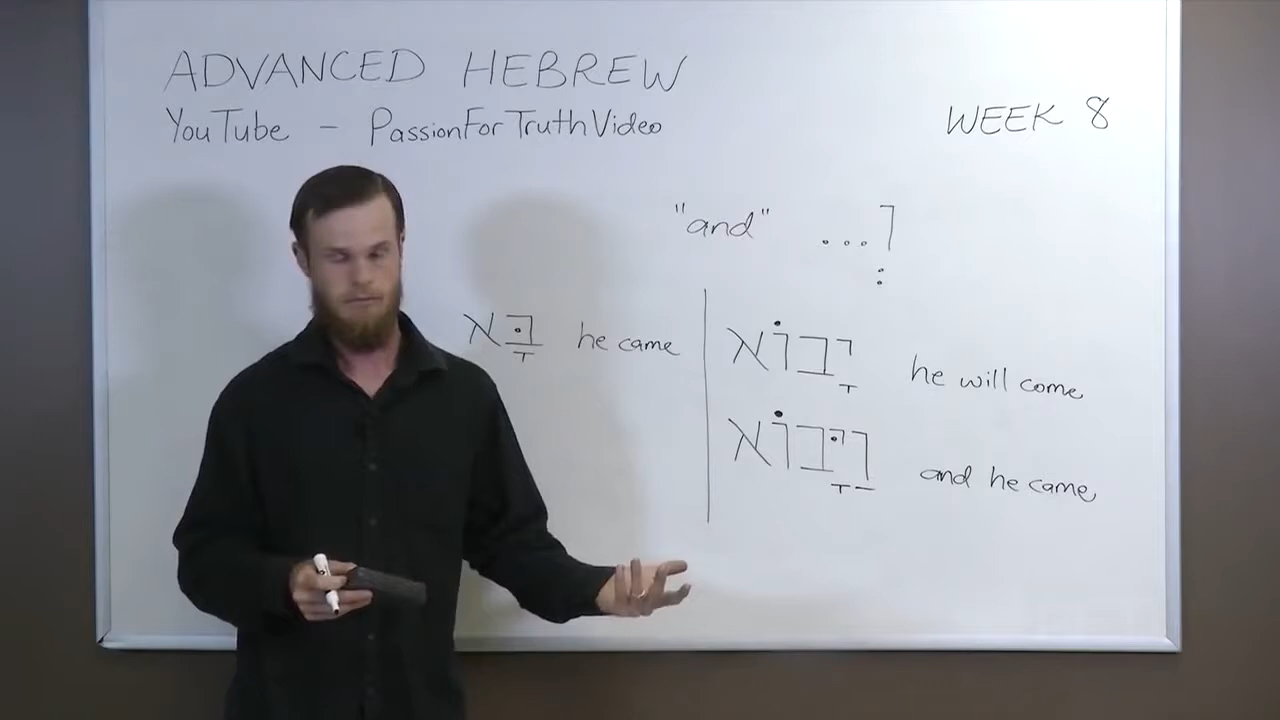 ADVANCED HEBREW
YouTube - PassionForTruthVideo
WEEK 8
"and" וְ...
בָּא he came
יָבוֹא he will come
וַיָּבוֹא and he came